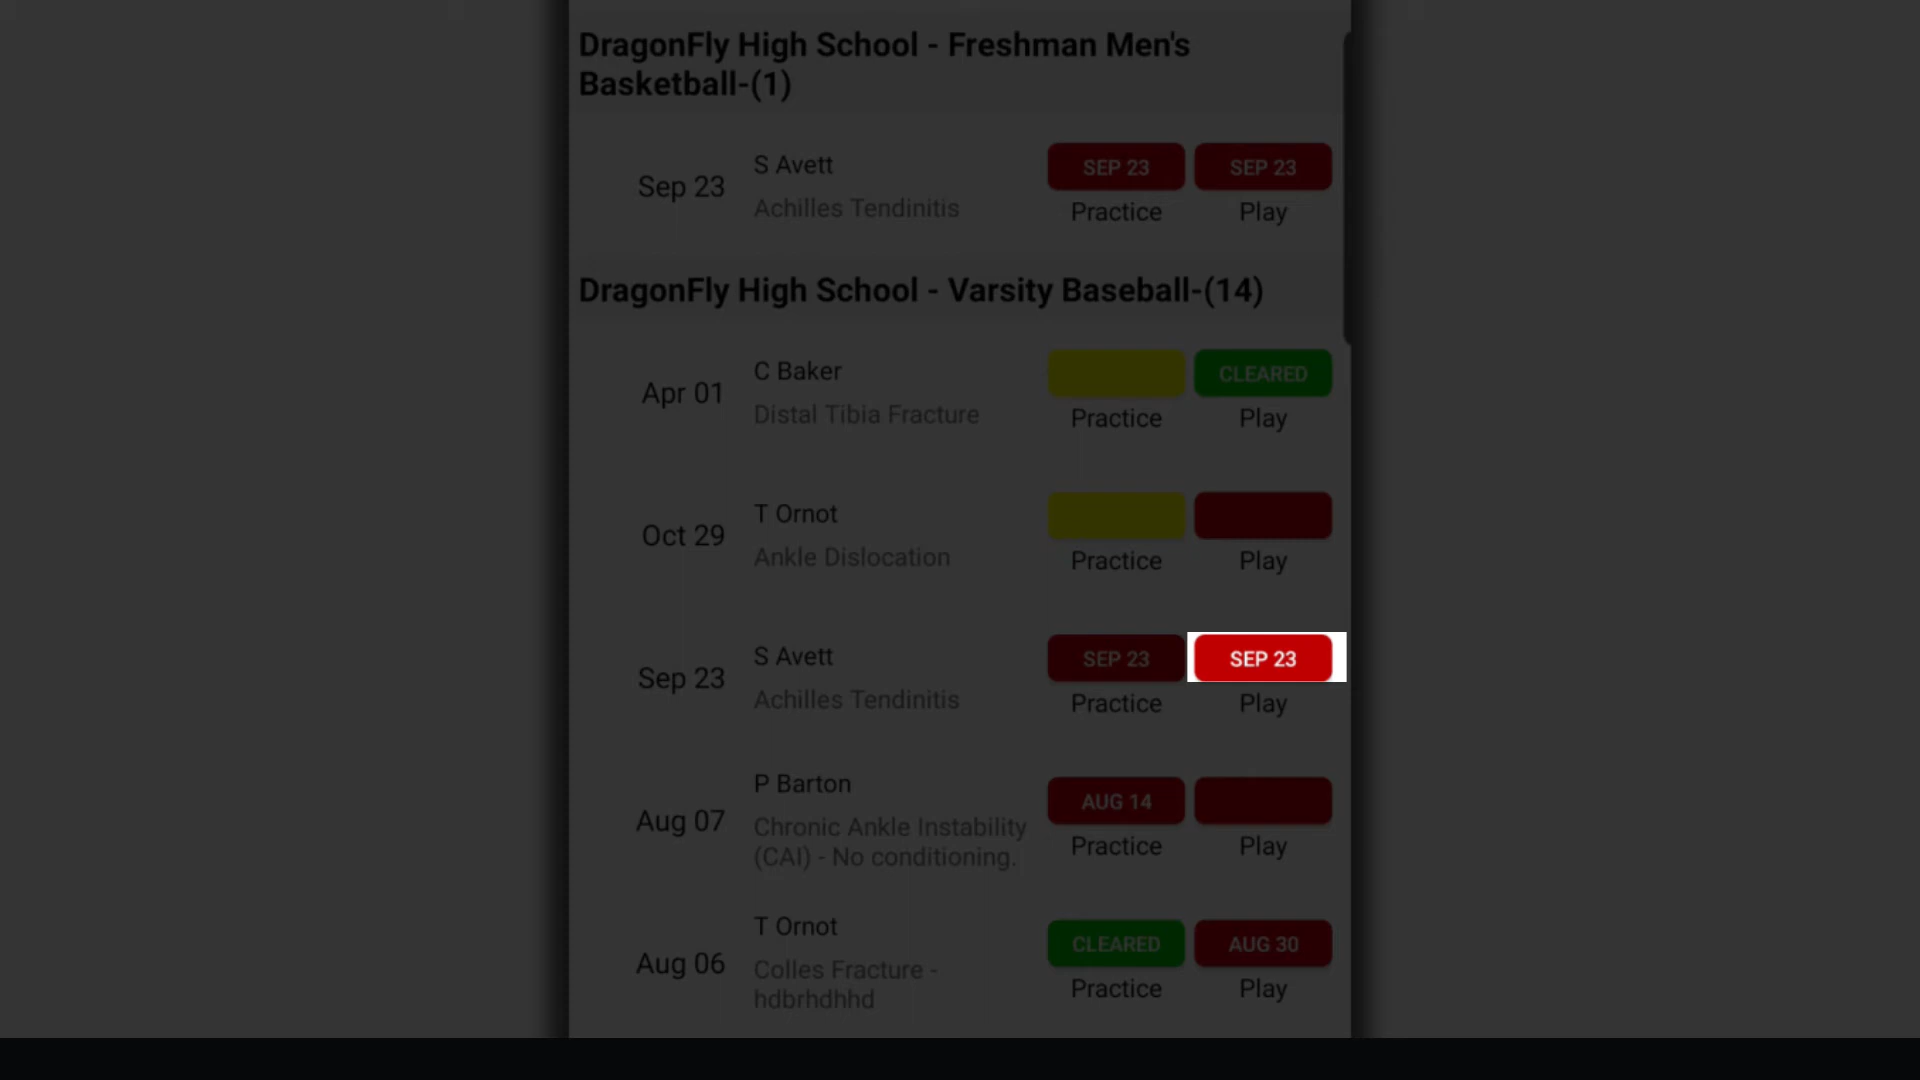 DragonFly High School - Freshman Men's
Basketball-(1)
Sep 23
S Avett
Achilles Tendinitis
SEP 23
Practice
SEP 23
Play
DragonFly High School - Varsity Baseball-(14)
Apr 01
C Baker
Distal Tibia Fracture
Practice
CLEARED
Play
Oct 29
T Ornot
Ankle Dislocation
Practice
Play
Sep 23
S Avett
Achilles Tendinitis
SEP 23
Practice
SEP 23
Play
Aug 07
P Barton
Chronic Ankle Instability
(CAI) - No conditioning.
AUG 14
Practice
Play
Aug 06
T Ornot
Colles Fracture -
hdbrhdhhd
CLEARED
Practice
AUG 30
Play